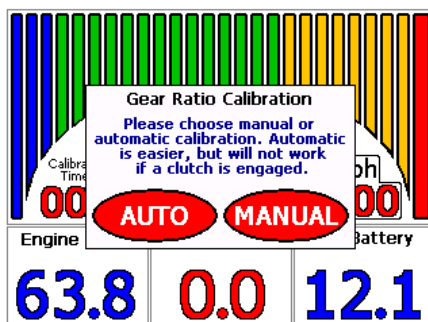 Gear Ratio Calibration
Please choose manual or
automatic calibration. Automatic
is easier, but will not work
if a clutch is engaged.
AUTO MANUAL
Engine
63.8 0.0 12.1